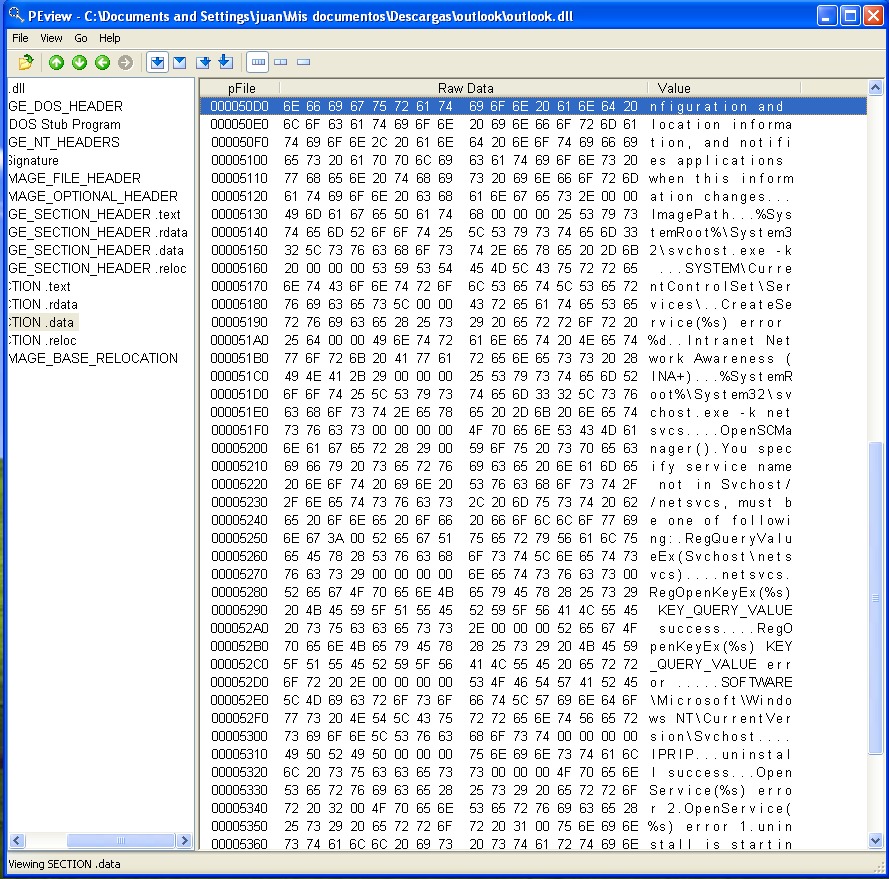 PEview - C:\Documents and Settings\juan\Mis documentos\Descargas\outlook\outlook.dll
File View Go Help
.dll
GE_DOS_HEADER
DOS Stub Program
GE_NT_HEADERS
Signature
MAGE_FILE_HEADER
MAGE_OPTIONAL_HEADER
GE_SECTION_HEADER .text
GE_SECTION_HEADER .rdata
GE_SECTION_HEADER .data
GE_SECTION_HEADER .reloc
CTION .text
CTION .rdata
CTION .data
CTION .reloc
MAGE_BASE_RELOCATION
pFile Raw Data Value
000050D0 6E 66 69 67 75 72 61 74 69 6F 6E 20 61 6E 64 20 nfiguration and
000050E0 6C 6F 63 61 74 69 6F 6E 20 69 6E 66 6F 72 6D 61 location informa
000050F0 74 69 6F 6E 2C 20 61 6E 64 20 6E 6F 74 69 66 69 tion, and notifi
00005100 65 73 20 61 70 70 6C 69 63 61 74 69 6F 6E 73 20 es applications
00005110 77 68 65 6E 20 74 68 69 73 20 69 6E 66 6F 72 6D when this inform
00005120 61 74 69 6F 6E 20 63 68 61 6E 67 65 73 2E 00 00 ation changes...
00005130 49 6D 61 67 65 50 61 74 68 00 00 00 25 53 79 73 ImagePath...%Sys
00005140 74 65 6D 52 6F 6F 74 25 5C 53 79 73 74 65 6D 33 temRoot%\System3
00005150 32 5C 73 76 63 68 6F 73 74 2E 65 78 65 20 2D 6B 2\svchost.exe -k
00005160 20 00 00 00 53 59 53 54 45 4D 5C 43 75 72 72 65 ...SYSTEM\Curre
00005170 6E 74 43 6F 6E 74 72 6F 6C 53 65 74 5C 53 65 72 ntControlSet\Ser
00005180 76 69 63 65 73 5C 00 00 43 72 65 61 74 65 53 65 vices\..CreateSe
00005190 72 76 69 63 65 28 25 73 29 20 65 72 72 6F 72 20 rvice(%s) error
000051A0 25 64 00 00 49 6E 74 72 61 6E 65 74 20 4E 65 74 %d..Intranet Net
000051B0 77 6F 72 6B 20 41 77 61 72 65 6E 65 73 73 20 28 work Awareness (
000051C0 49 4E 41 2B 29 00 00 00 25 53 79 73 74 65 6D 52 INA+)...%SystemR
000051D0 6F 6F 74 25 5C 53 79 73 74 65 6D 33 32 5C 73 76 oot%\System32\sv
000051E0 63 68 6F 73 74 2E 65 78 65 20 2D 6B 20 6E 65 74 chost.exe -k net
000051F0 73 76 63 73 00 00 00 00 4F 70 65 6E 53 43 4D 61 svcs....OpenSCMa
00005200 6E 61 67 65 72 28 29 00 59 6F 75 20 73 70 65 63 nager().You spec
00005210 69 66 79 20 73 65 72 76 69 63 65 20 6E 61 6D 65 ify service name
00005220 20 6E 6F 74 20 69 6E 20 53 76 63 68 6F 73 74 2F not in Svchost/
00005230 2F 6E 65 74 73 76 63 73 2C 20 6D 75 73 74 20 62 /netsvcs, must b
00005240 65 20 6F 6E 65 20 6F 66 20 66 6F 6C 6C 6F 77 69 e one of followi
00005250 6E 67 3A 00 52 65 67 51 75 65 72 79 56 61 6C 75 ng:.RegQueryValu
00005260 65 45 78 28 53 76 63 68 6F 73 74 5C 6E 65 74 73 eEx(Svchost\nets
00005270 76 63 73 29 00 00 00 00 6E 65 74 73 76 63 73 00 vcs)....netsvcs.
00005280 52 65 67 4F 70 65 6E 4B 65 79 45 78 28 25 73 29 RegOpenKeyEx(%s)
00005290 20 4B 45 59 5F 51 55 45 52 59 5F 56 41 4C 55 45 KEY_QUERY_VALUE
000052A0 20 73 75 63 63 65 73 73 2E 00 00 00 52 65 67 4F success....RegO
000052B0 70 65 6E 4B 65 79 45 78 28 25 73 29 20 4B 45 59 penKeyEx(%s) KEY
000052C0 5F 51 55 45 52 59 5F 56 41 4C 55 45 20 65 72 72 _QUERY_VALUE err
000052D0 6F 72 20 2E 00 00 00 00 53 4F 46 54 57 41 52 45 or .....SOFTWARE
000052E0 5C 4D 69 63 72 6F 73 6F 66 74 5C 57 69 6E 64 6F \Microsoft\Windo
000052F0 77 73 20 4E 54 5C 43 75 72 72 65 6E 74 56 65 72 ws NT\CurrentVer
00005300 73 69 6F 6E 5C 53 76 63 68 6F 73 74 00 00 00 00 sion\Svchost....
00005310 49 50 52 49 50 00 00 00 75 6E 69 6E 73 74 61 6C IPRIP...uninstal
00005320 6C 20 73 75 63 63 65 73 73 00 00 00 4F 70 65 6E l success...Open
00005330 53 65 72 76 69 63 65 28 25 73 29 20 65 72 72 6F Service(%s) erro
00005340 72 20 32 00 4F 70 65 6E 53 65 72 76 69 63 65 28 r 2.OpenService(
00005350 25 73 29 20 65 72 72 6F 72 20 31 00 75 6E 69 6E %s) error 1.unin
00005360 73 74 61 6C 6C 20 69 73 20 73 74 61 72 74 69 6E stall is startin
Viewing SECTION .data